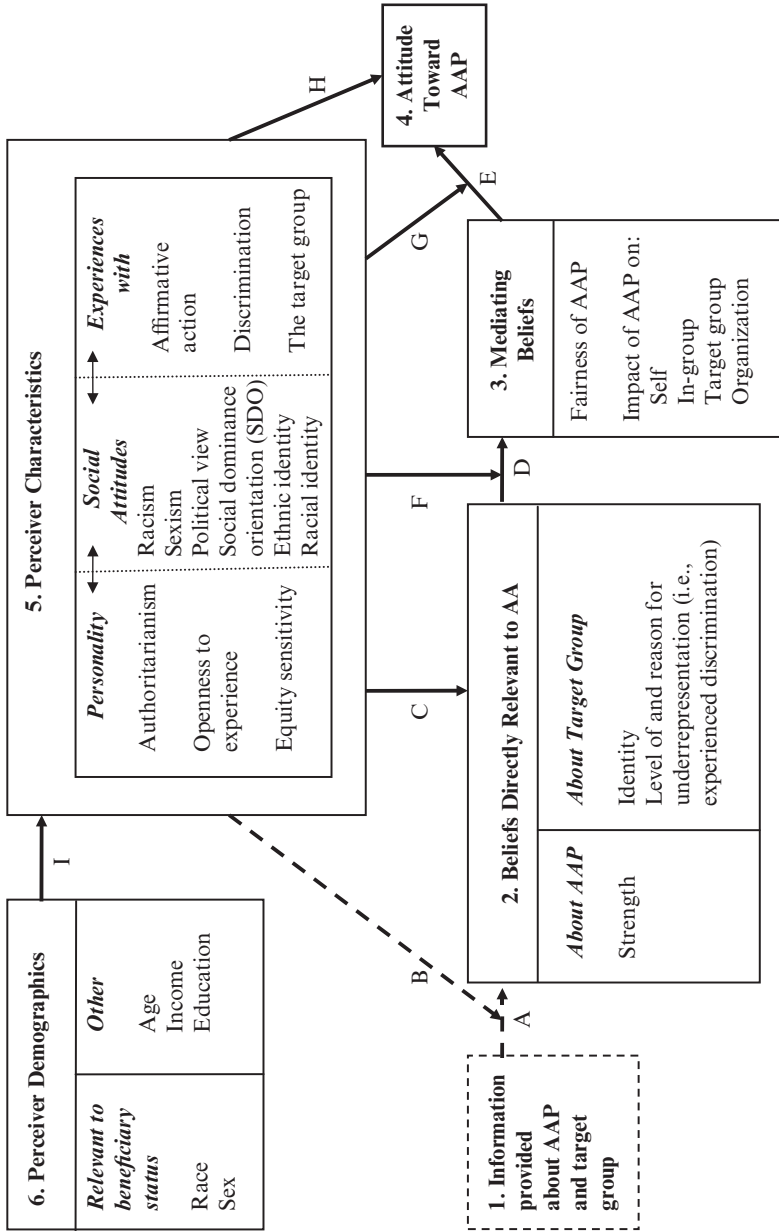 6. Perceiver Demographics
Relevant to
beneficiary
status
Race
Sex
Other
Age
Income
Education
I
5. Perceiver Characteristics
Personality
Authoritarianism
Openness to
experience
Equity sensitivity
Social
Attitudes
Racism
Sexism
Political view
Social dominance
orientation (SDO)
Ethnic identity
Racial identity
Experiences
with
Affirmative
action
Discrimination
The target group
B
C
F
G
H
1. Information
provided
about AAP
and target
group
A
2. Beliefs Directly Relevant to AA
About AAP
Strength
About Target Group
Identity
Level of and reason for
underrepresentation (i.e.,
experienced discrimination)
D
3. Mediating
Beliefs
Fairness of AAP
Impact of AAP on:
Self
In-group
Target group
Organization
E
4. Attitude
Toward
AAP